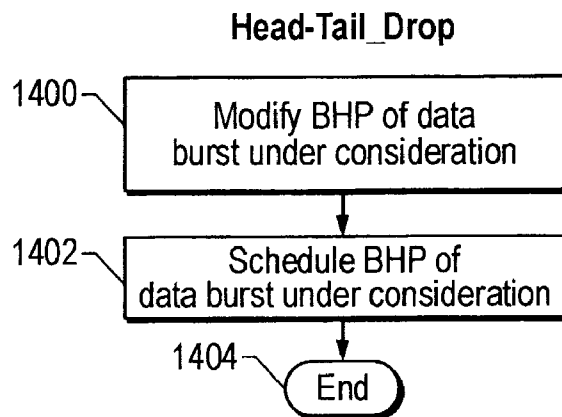 Head-Tail_Drop
1400
Modify BHP of data
burst under consideration
1402
Schedule BHP of
data burst under consideration
1404
End